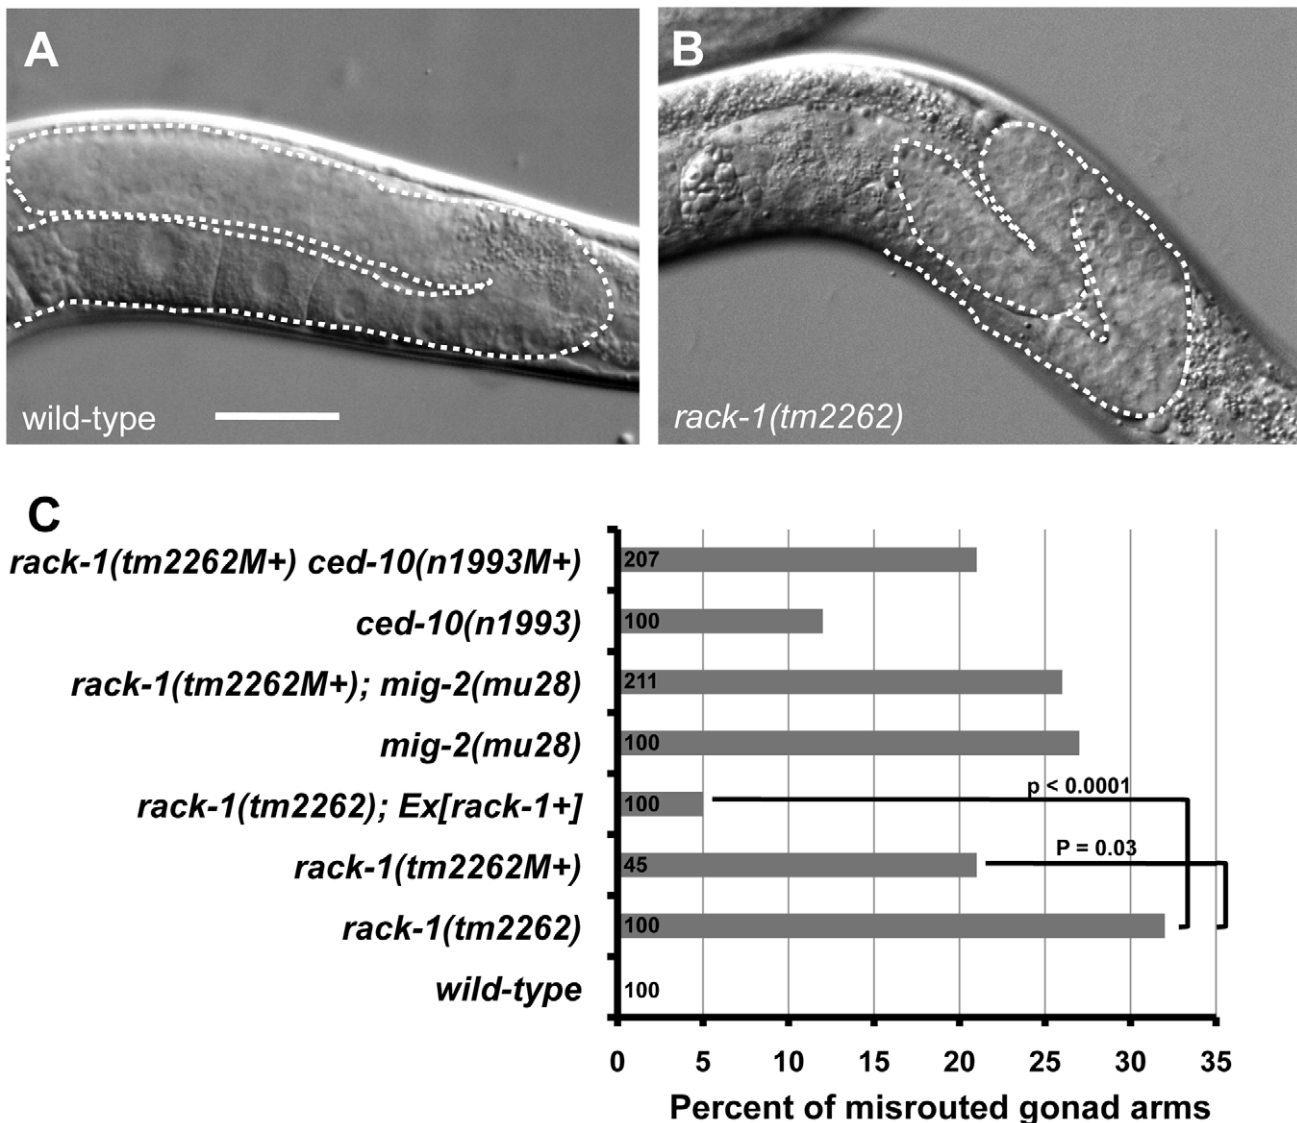 A
B
wild-type
rack-1(tm2262)
C
rack-1(tm2262M+) ced-10(n1993M+)
207
ced-10(n1993)
100
rack-1(tm2262M+); mig-2(mu28)
211
mig-2(mu28)
100
rack-1(tm2262); Ex[rack-1+]
100
p < 0.0001
rack-1(tm2262M+)
45
P = 0.03
rack-1(tm2262)
100
wild-type
100
0 5 10 15 20 25 30 35
Percent of misrouted gonad arms